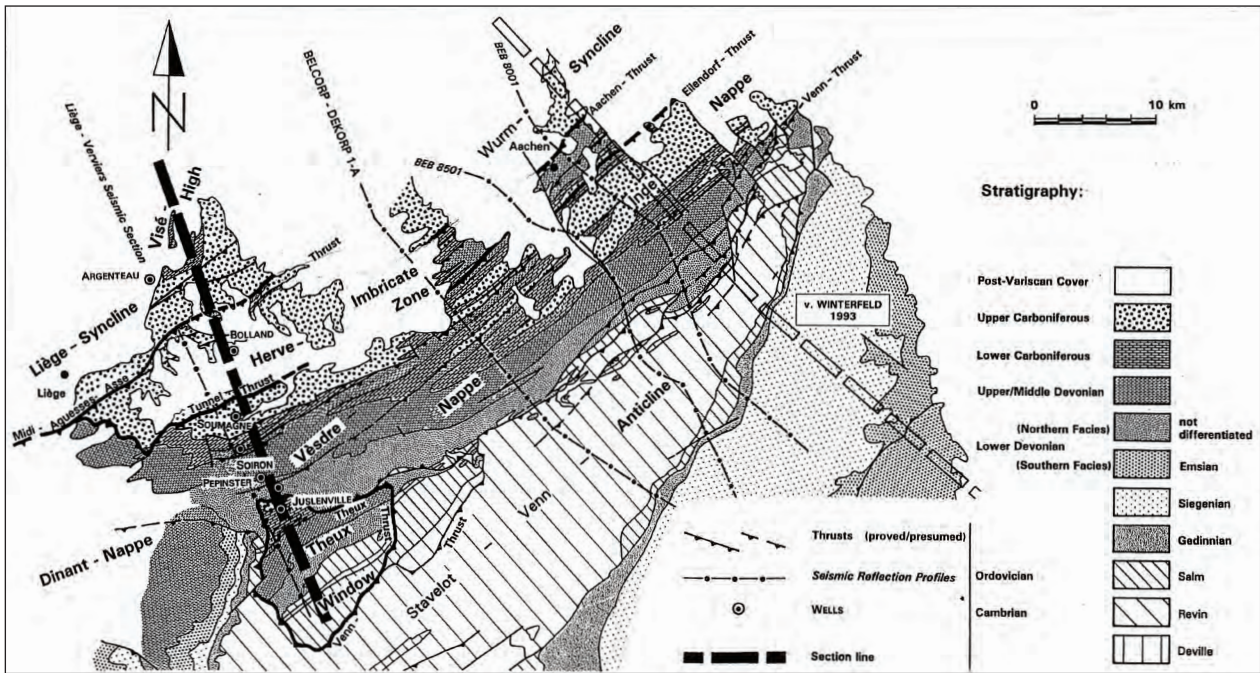 N
Liège - Verviers Seismic Section
BELCORP - DEKORP 1-A
BEB 8001
BEB 8501
Wurm - Syncline
Aachen - Thrust
Eilendorf - Thrust
Inde - Nappe
Venn - Thrust
Aachen
0 10 km
Visé - High
ARGENTEAU
Thrust
Imbricate
Zone
BOLLAND
Herve -
Liège - Syncline
Liège
Midi - Aguesses - Asse
Tunnel - Thrust
SOUMAGNE
Vesdre - Nappe
SOIRON
PEPINSTER
JUSLENVILLE
Theux
Thrust
Theux
Window
Dinant - Nappe
Venn -
Thrust
Stavelot
Venn
Anticline
v. WINTERFELD
1993
Stratigraphy:
Post-Variscan Cover
Upper Carboniferous
Lower Carboniferous
Upper/Middle Devonian
(Northern Facies) not
differentiated
Lower Devonian
(Southern Facies) Emsian
Siegenian
Gedinnian
Ordovician Salm
Cambrian Revin
Deville
Thrusts (proved/presumed)
Seismic Reflection Profiles
WELLS
Section line